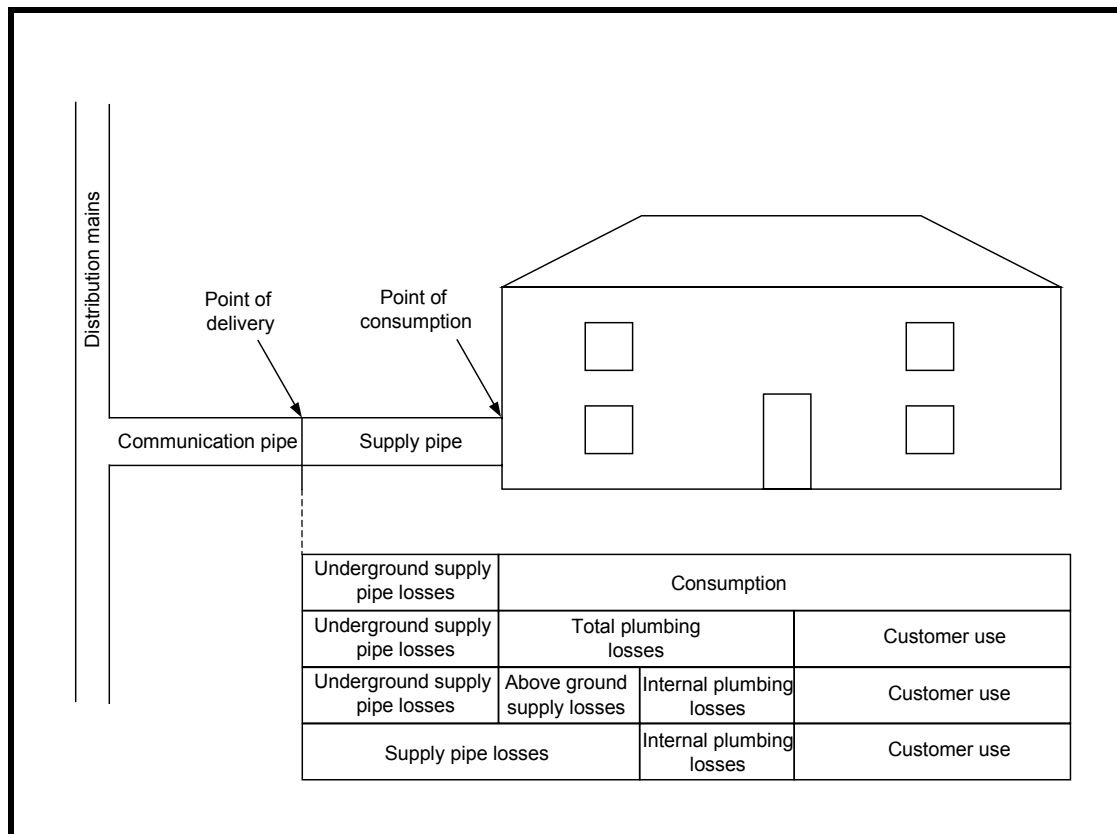 Distribution mains
Point of
delivery
Point of
consumption
Communication pipe
Supply pipe
Underground supply
pipe losses
Consumption
Underground supply
pipe losses
Total plumbing
losses
Customer use
Underground supply
pipe losses
Above ground
supply losses
Internal plumbing
losses
Customer use
Supply pipe losses
Internal plumbing
losses
Customer use